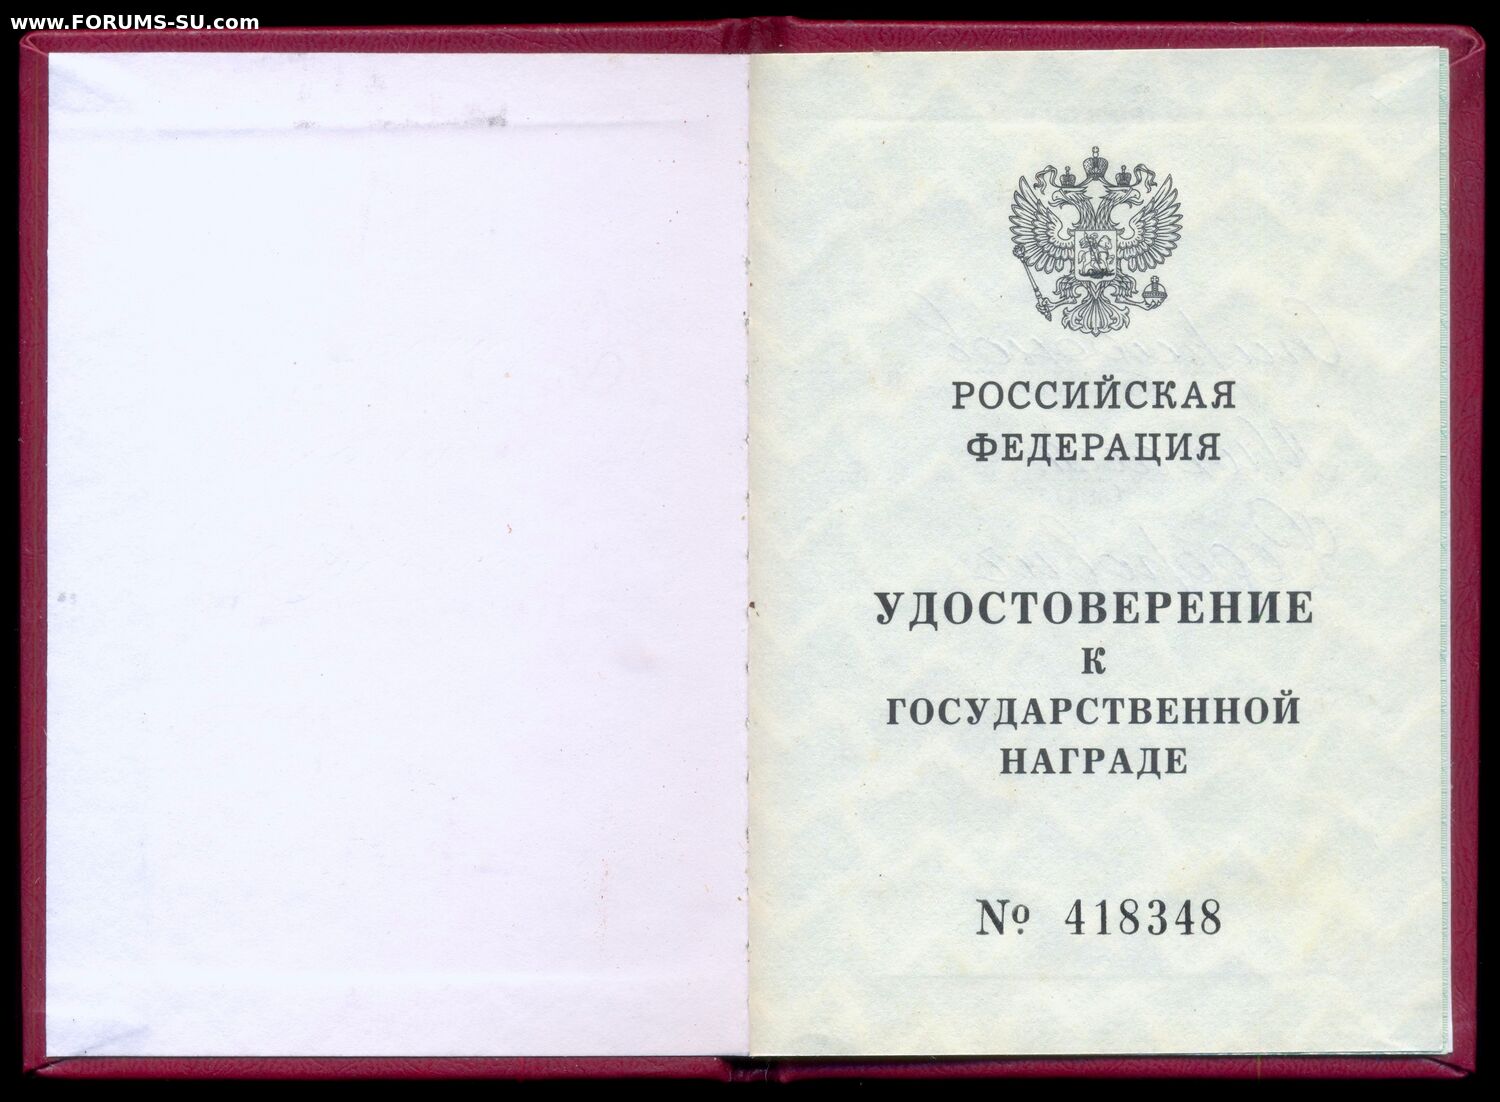 www.FORUMS-SU.com
РОССИЙСКАЯ
ФЕДЕРАЦИЯ
УДОСТОВЕРЕНИЕ
К
ГОСУДАРСТВЕННОЙ
НАГРАДЕ
№ 418348